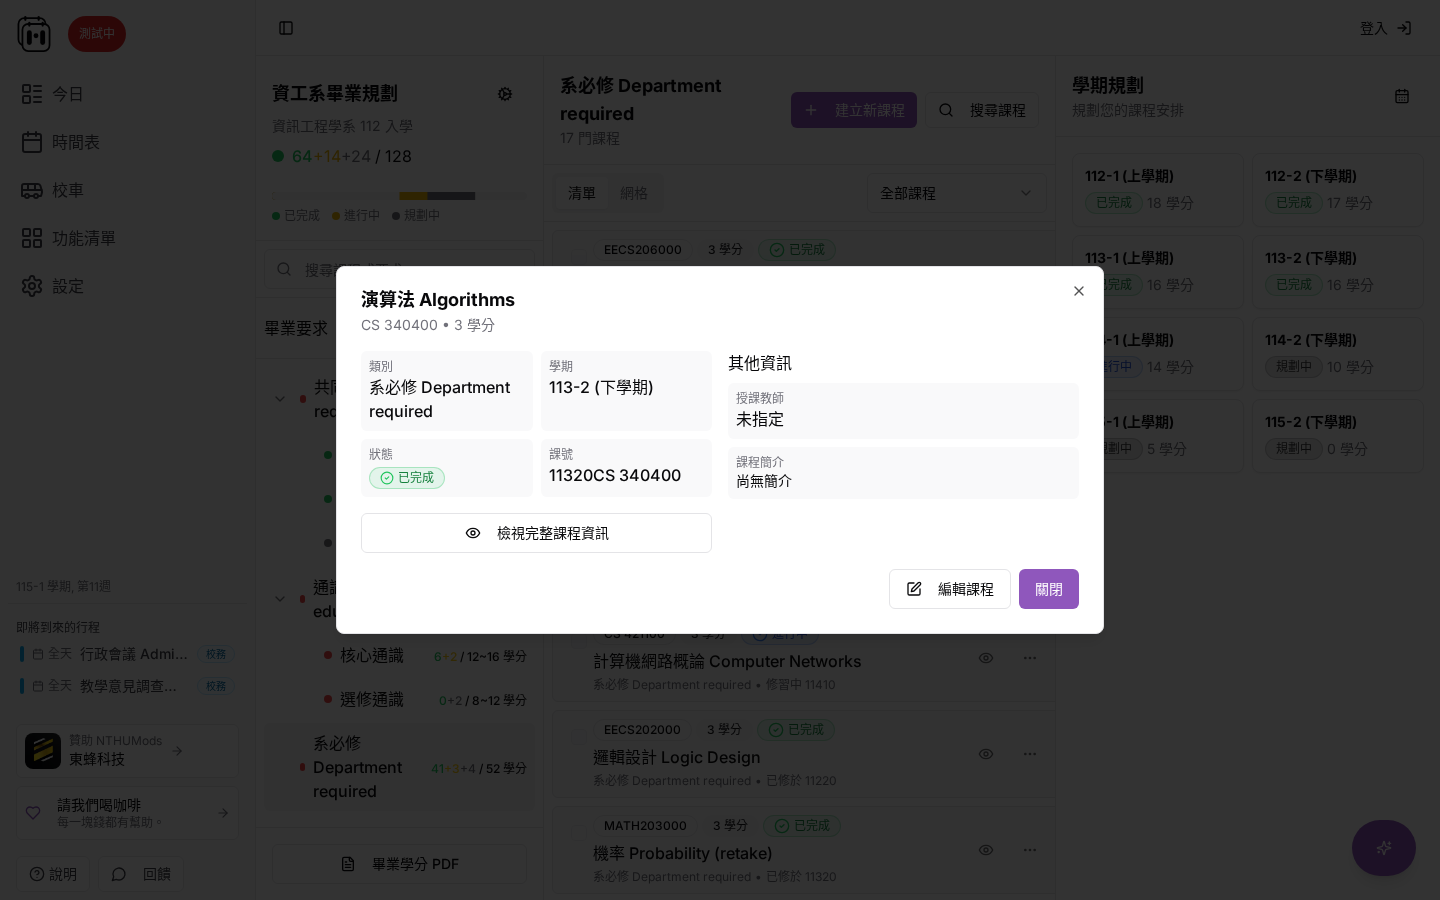 測試中
今日
時間表
校車
功能清單
設定
115-1 學期, 第11週
即將到來的行程
全天 行政會議 Admi... 校務
全天 教學意見調查... 校務
贊助 NTHUMods
東蜂科技
請我們喝咖啡
每一塊錢都有幫助。
說明
回饋
登入
資工系畢業規劃
資訊工程學系 112 入學
64+14+24 / 128
已完成 進行中 規劃中
畢業要求
核心通識 6+2 / 12~16 學分
選修通識 0+2 / 8~12 學分
系必修
Department
required
41+3+4 / 52 學分
畢業學分 PDF
系必修 Department
required
17 門課程
建立新課程
搜尋課程
清單 網格
全部課程
EECS206000 3 學分 已完成
演算法 Algorithms
CS 340400 • 3 學分
類別
系必修 Department
required
學期
113-2 (下學期)
狀態
已完成
課號
11320CS 340400
檢視完整課程資訊
其他資訊
授課教師
未指定
課程簡介
尚無簡介
編輯課程
關閉
計算機網路概論 Computer Networks
系必修 Department required • 修習中 11410
EECS202000 3 學分 已完成
邏輯設計 Logic Design
系必修 Department required • 已修於 11220
MATH203000 3 學分 已完成
機率 Probability (retake)
系必修 Department required • 已修於 11320
學期規劃
規劃您的課程安排
112-1 (上學期)
已完成 18 學分
112-2 (下學期)
已完成 17 學分
113-1 (上學期)
16 學分
113-2 (下學期)
已完成 16 學分
(上學期)
14 學分
114-2 (下學期)
規劃中 10 學分
(上學期)
5 學分
115-2 (下學期)
規劃中 0 學分